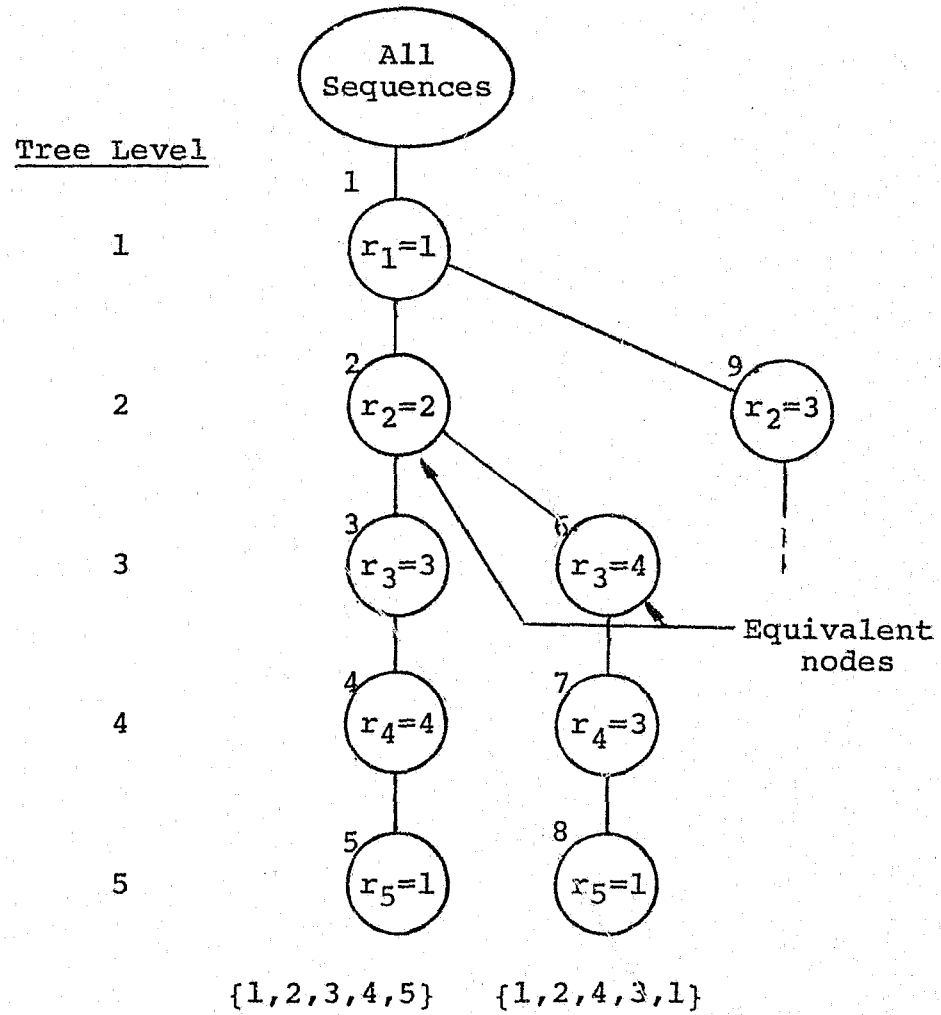 All
Sequences
Tree Level
1
1
r1=1
2
2
r2=2
9
r2=3
3
3
r3=3
6
r3=4
Equivalent
nodes
4
4
r4=4
7
r4=3
5
5
r5=1
8
r5=1
{1,2,3,4,5} {1,2,4,3,1}